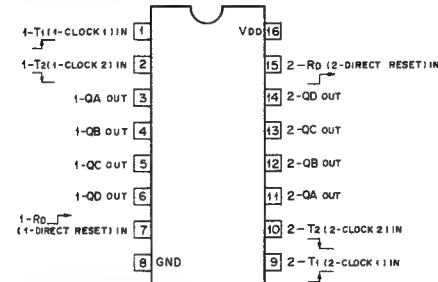 1-T1(1-CLOCK 1) IN 1
1-T2(1-CLOCK 2) IN 2
1-QA OUT 3
1-QB OUT 4
1-QC OUT 5
1-QD OUT 6
1-RD
(1-DIRECT RESET) IN 7
8 GND
VDD 16
15 2-RD (2-DIRECT RESET) IN
14 2-QD OUT
13 2-QC OUT
12 2-QB OUT
11 2-QA OUT
10 2-T2 (2-CLOCK 2) IN
9 2-T1 (2-CLOCK 1) IN